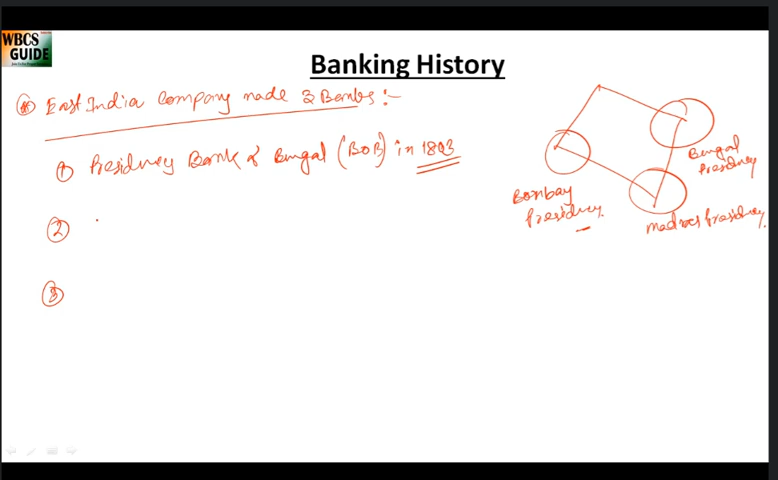 WBCS
GUIDE
Banking History
East India Company made 3 Banks :-
① Presidency Bank of Bengal (BOB) in 1803
②
③
Bengal
Presidency
Bombay
Presidency
Madras Presidency